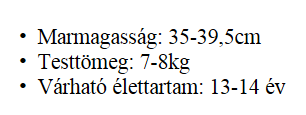 • Marmagasság: 35-39,5cm
• Testtömeg: 7-8kg
• Várható élettartam: 13-14 év